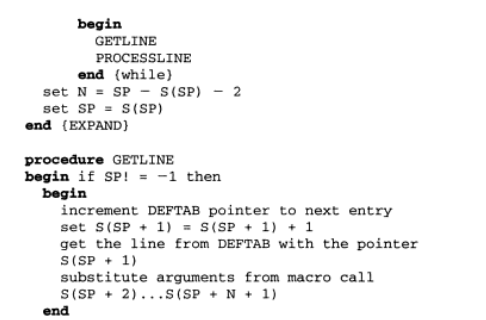 begin
GETLINE
PROCESSLINE
end {while}
set N = SP − S(SP) − 2
set SP = S(SP)
end {EXPAND}
procedure GETLINE
begin if SP! = −1 then
begin
increment DEFTAB pointer to next entry
set S(SP + 1) = S(SP + 1) + 1
get the line from DEFTAB with the pointer
S(SP + 1)
substitute arguments from macro call
S(SP + 2)...S(SP + N + 1)
end